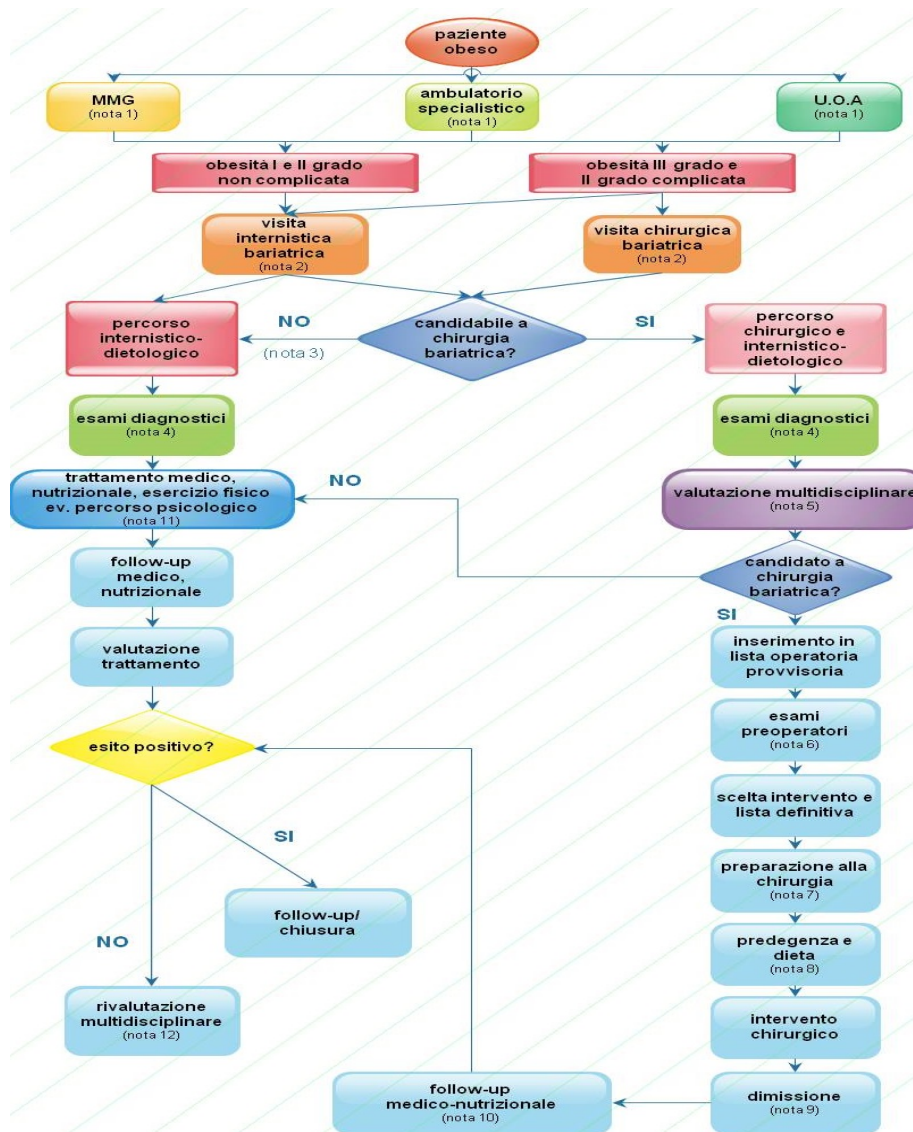 paziente
obeso
MMG
(nota 1)
ambulatorio
specialistico
(nota 1)
U.O.A
(nota 1)
obesità I e II grado
non complicata
obesità III grado e
II grado complicata
visita
internistica
bariatrica
(nota 2)
visita chirurgica
bariatrica
(nota 2)
percorso
internistico-
dietologico
NO
(nota 3)
candidabile a
chirurgia
bariatrica?
SI
percorso
chirurgico e
internistico-
dietologico
esami diagnostici
(nota 4)
esami diagnostici
(nota 4)
trattamento medico,
nutrizionale, esercizio fisico
ev. percorso psicologico
(nota 11)
NO
valutazione multidisciplinare
(nota 5)
follow-up
medico,
nutrizionale
candidato a
chirurgia
bariatrica?
SI
valutazione
trattamento
inserimento in
lista operatoria
provvisoria
esito positivo?
esami
preoperatori
(nota 6)
scelta intervento e
lista definitiva
SI
preparazione alla
chirurgia
(nota 7)
follow-up/
chiusura
NO
predegenza e
dieta
(nota 8)
rivalutazione
multidisciplinare
(nota 12)
intervento
chirurgico
follow-up
medico-nutrizionale
(nota 10)
dimissione
(nota 9)